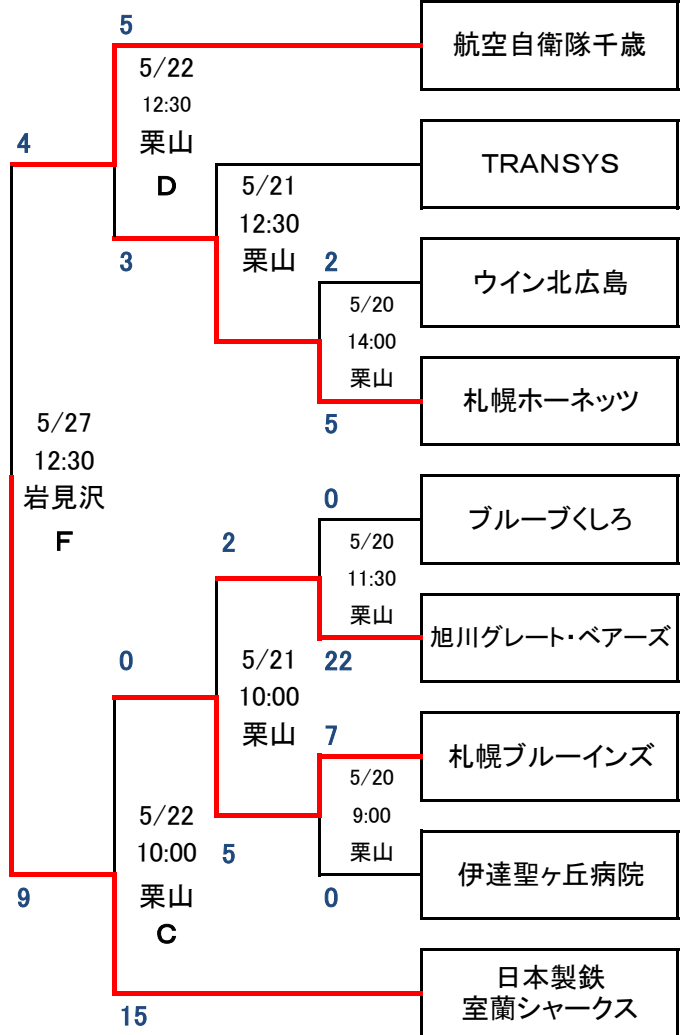 5
航空自衛隊千歳
5/22
12:30
栗山
D
4
TRANSYS
5/21
12:30
栗山
3
2
ウイン北広島
5/20
14:00
栗山
札幌ホーネッツ
5
5/27
12:30
岩見沢
F
0
ブルーブくしろ
2
5/20
11:30
栗山
旭川グレート・ベアーズ
22
0
5/21
10:00
栗山
7
札幌ブルーインズ
5/20
9:00
栗山
5/22
10:00
栗山
C
5
伊達聖ヶ丘病院
0
9
日本製鉄
室蘭シャークス
15